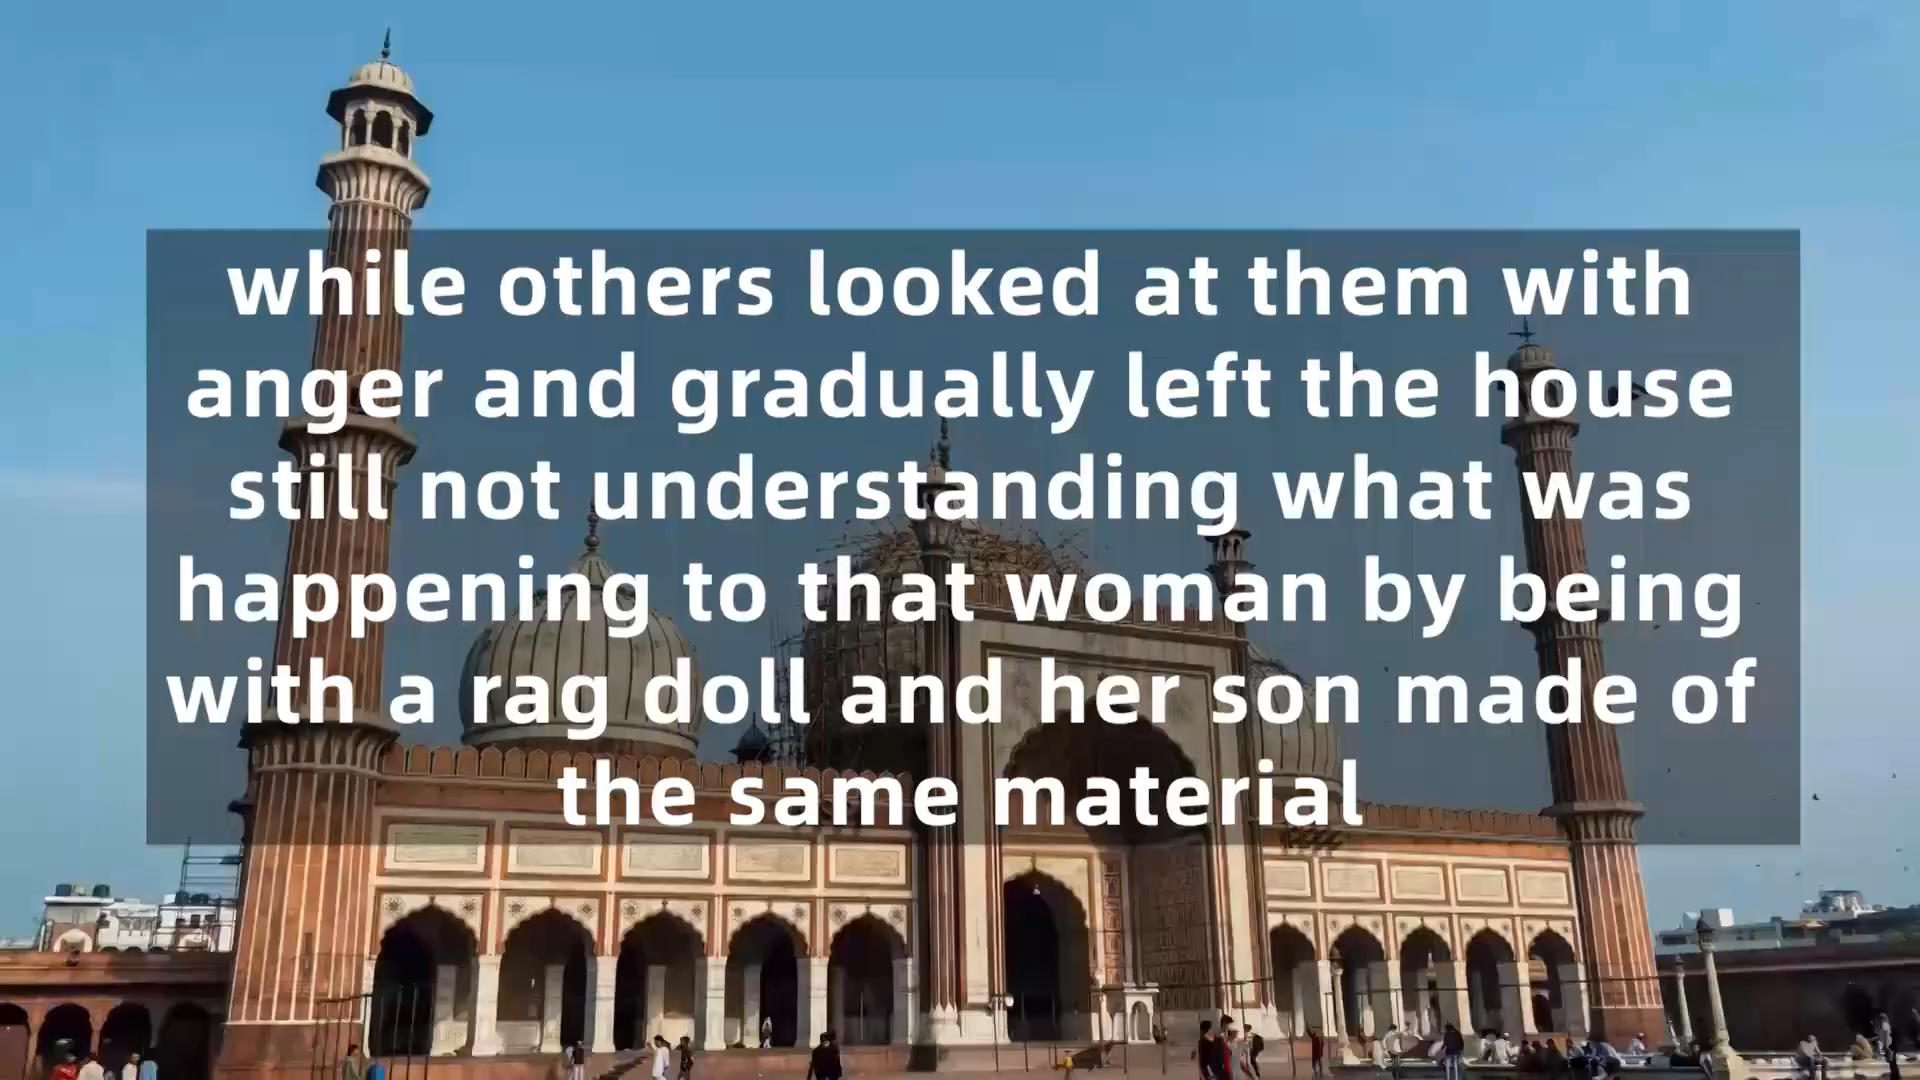 while others looked at them with
anger and gradually left the house
still not understanding what was
happening to that woman by being
with a rag doll and her son made of
the same material